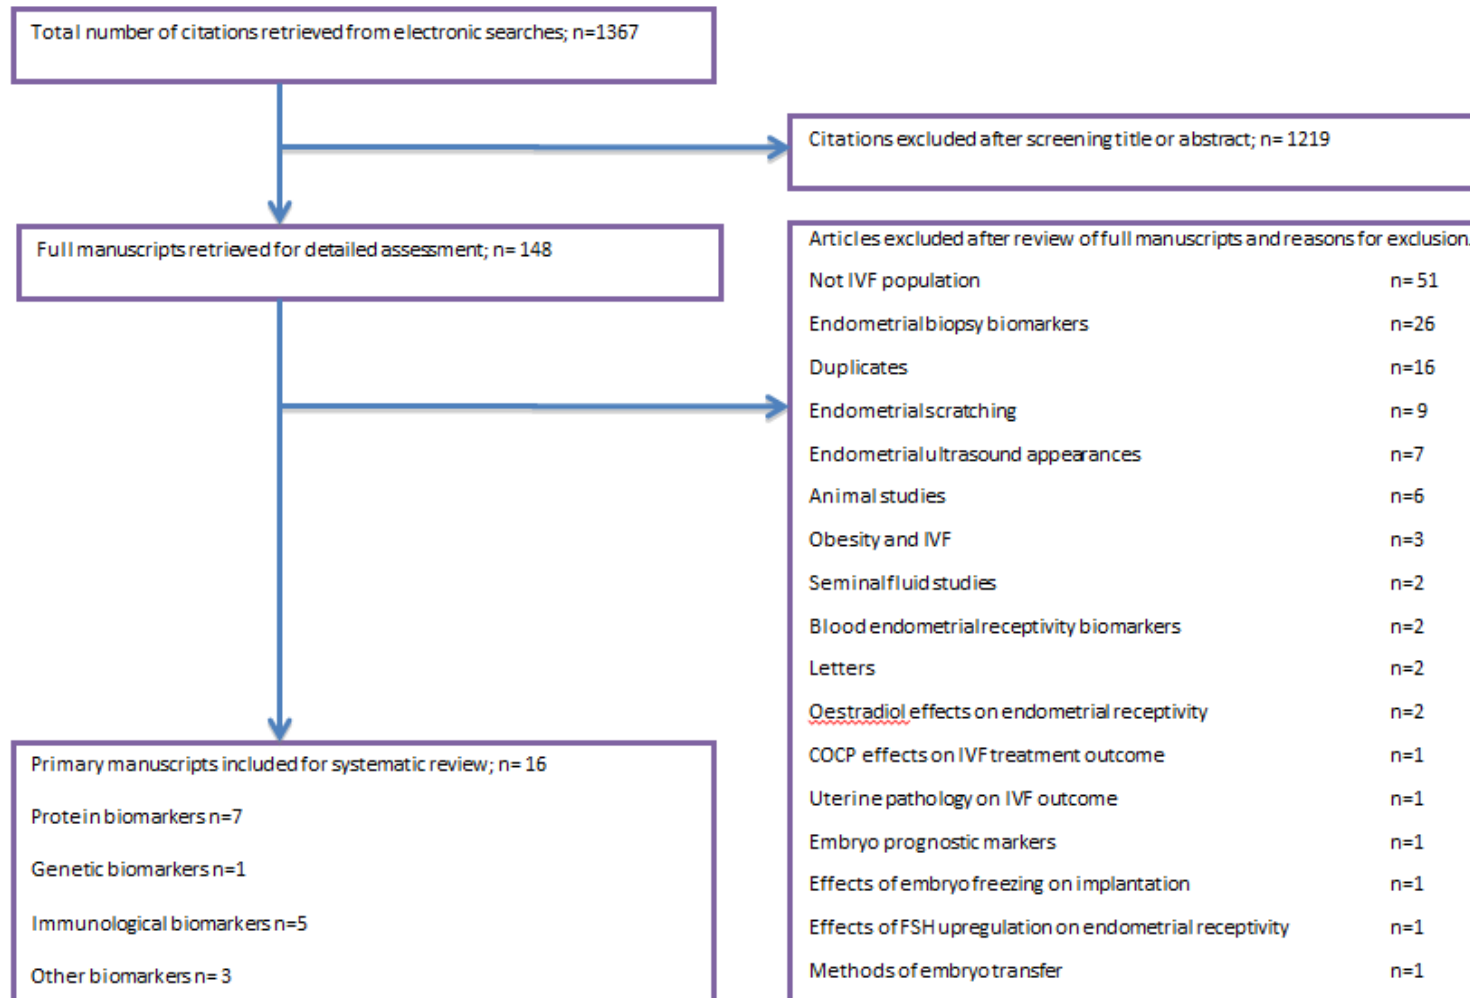 Total number of citations retrieved from electronic searches; n=1367
Citations excluded after screening title or abstract; n= 1219
Full manuscripts retrieved for detailed assessment; n= 148
Articles excluded after review of full manuscripts and reasons for exclusion.
Not IVF population n= 51
Endometrial biopsy biomarkers n=26
Duplicates n=16
Endometrial scratching n= 9
Endometrial ultrasound appearances n=7
Animal studies n=6
Obesity and IVF n=3
Seminal fluid studies n=2
Blood endometrial receptivity biomarkers n=2
Letters n=2
Oestradiol effects on endometrial receptivity n=2
COCP effects on IVF treatment outcome n=1
Uterine pathology on IVF outcome n=1
Embryo prognostic markers n=1
Effects of embryo freezing on implantation n=1
Effects of FSH upregulation on endometrial receptivity n=1
Methods of embryo transfer n=1
Primary manuscripts included for systematic review; n= 16
Protein biomarkers n=7
Genetic biomarkers n=1
Immunological biomarkers n=5
Other biomarkers n= 3